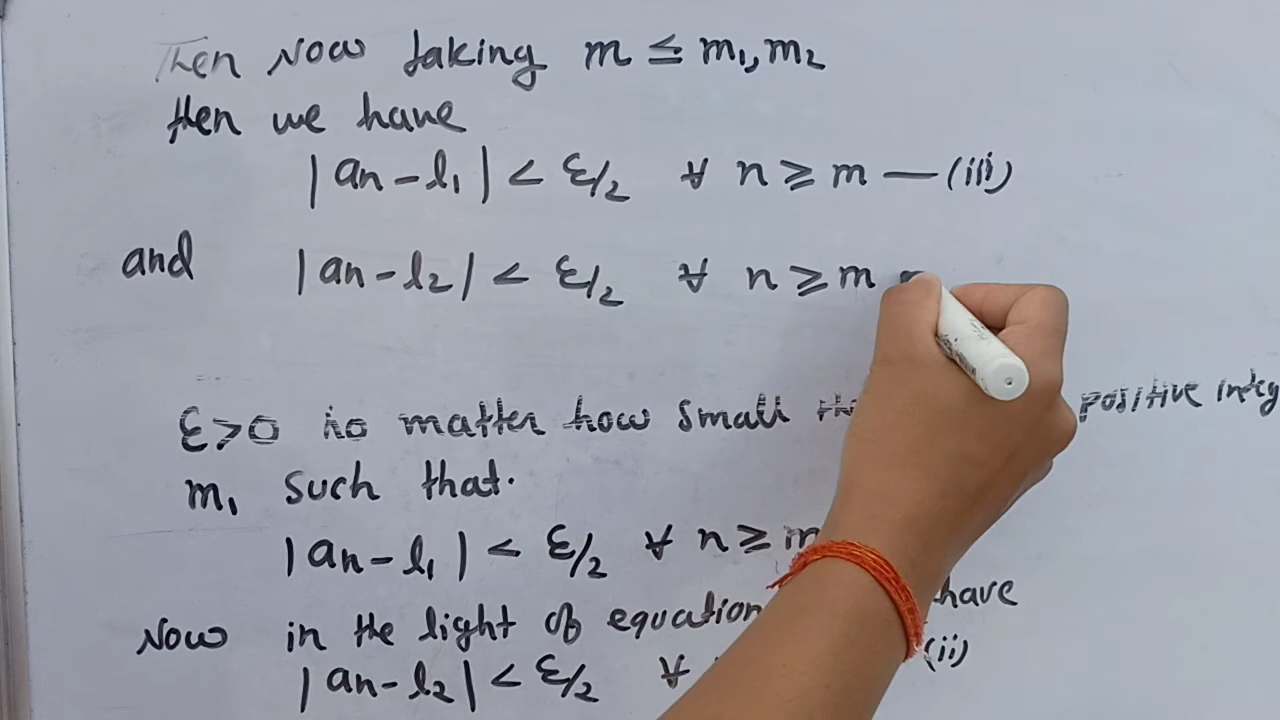 Then Now taking m ≤ m₁, m₂
then we have
|an - l₁| < ε/2 ∀ n ≥ m — (iii)
and |an - l₂| < ε/2 ∀ n ≥ m
ε>0 no matter how small positive
m₁ such that.
|an - l₁| < ε/2 ∀ n ≥
Now in the light of equation have
|an - l₂| < ε/2 ∀ (ii)